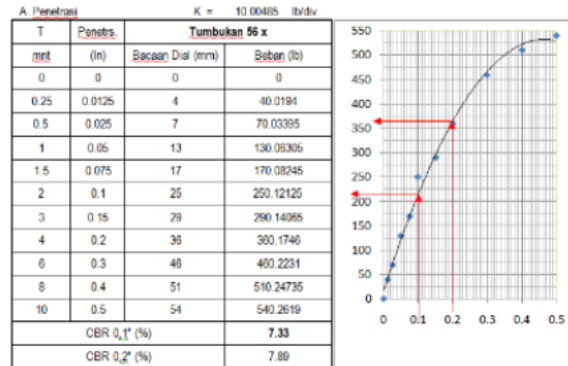 A. Penetrasi K = 10.00485 lb/div
T Penetrs. Tumbukan 56 x
mnt (In) Bacaan Dial (mm) Beban (lb)
0 0 0 0
0.25 0.0125 4 40.0194
0.5 0.025 7 70.03395
1 0.05 13 130.06305
1.5 0.075 17 170.08245
2 0.1 25 250.12125
3 0.15 29 290.14065
4 0.2 36 360.1746
6 0.3 46 460.2231
8 0.4 51 510.24735
10 0.5 54 540.2619
CBR 0,1" (%) 7.33
CBR 0,2" (%) 7.89
550
500
450
400
350
300
250
200
150
100
50
0
0 0.1 0.2 0.3 0.4 0.5